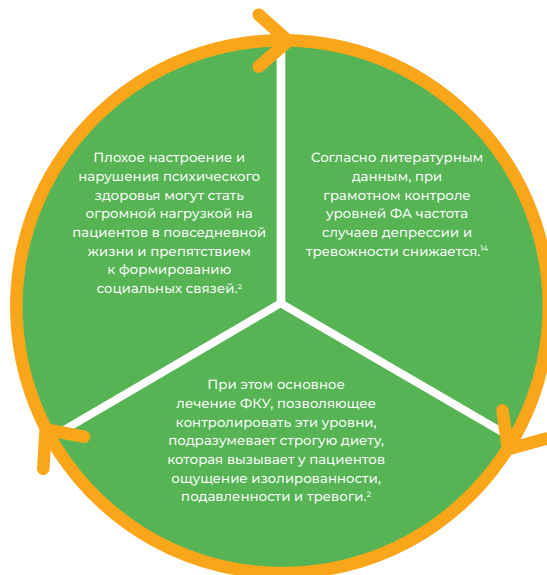 Плохое настроение и
нарушения психического
здоровья могут стать
огромной нагрузкой на
пациентов в повседневной
жизни и препятствием
к формированию
социальных связей.²
Согласно литературным
данным, при
грамотном контроле
уровней ФА частота
случаев депрессии и
тревожности снижается.¹⁴
При этом основное
лечение ФКУ, позволяющее
контролировать эти уровни,
подразумевает строгую диету,
которая вызывает у пациентов
ощущение изолированности,
подавленности и тревоги.²